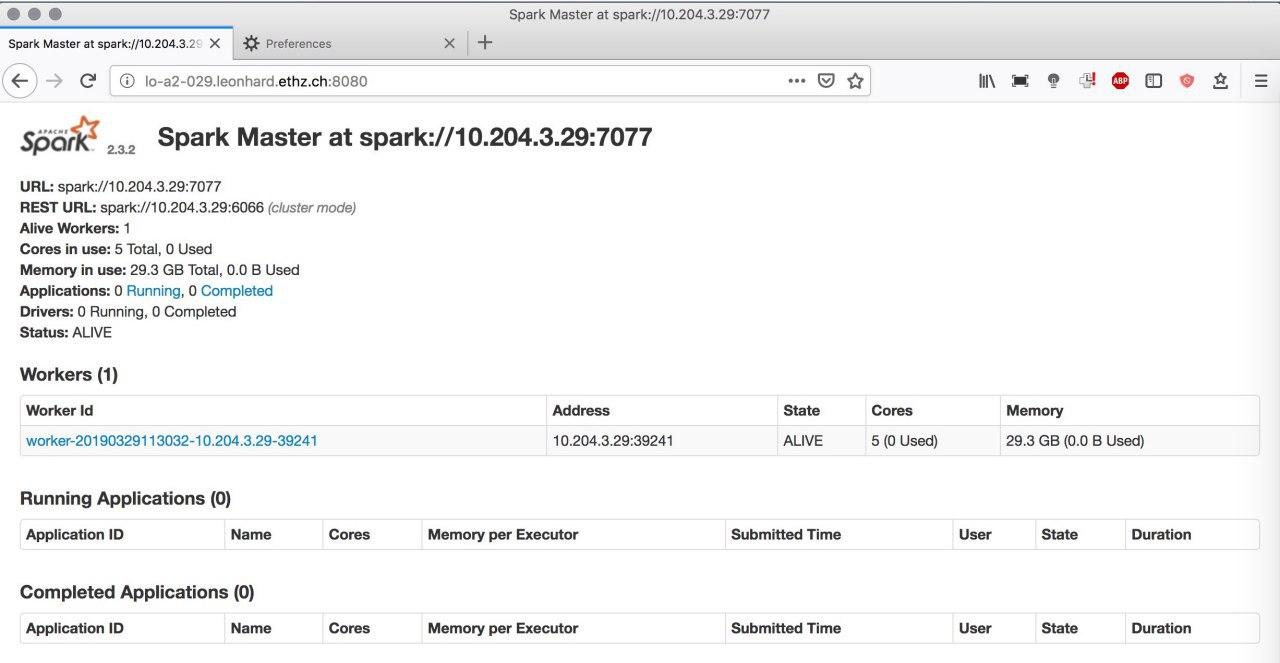 Spark Master at spark://10.204.3.29:7077
Spark Master at spark://10.204.3.29 Preferences
lo-a2-029.leonhard.ethz.ch:8080 ABP
APACHE Spark 2.3.2 Spark Master at spark://10.204.3.29:7077
URL: spark://10.204.3.29:7077
REST URL: spark://10.204.3.29:6066 (cluster mode)
Alive Workers: 1
Cores in use: 5 Total, 0 Used
Memory in use: 29.3 GB Total, 0.0 B Used
Applications: 0 Running, 0 Completed
Drivers: 0 Running, 0 Completed
Status: ALIVE
Workers (1)
Worker Id Address State Cores Memory
worker-20190329113032-10.204.3.29-39241 10.204.3.29:39241 ALIVE 5 (0 Used) 29.3 GB (0.0 B Used)
Running Applications (0)
Application ID Name Cores Memory per Executor Submitted Time User State Duration
Completed Applications (0)
Application ID Name Cores Memory per Executor Submitted Time User State Duration